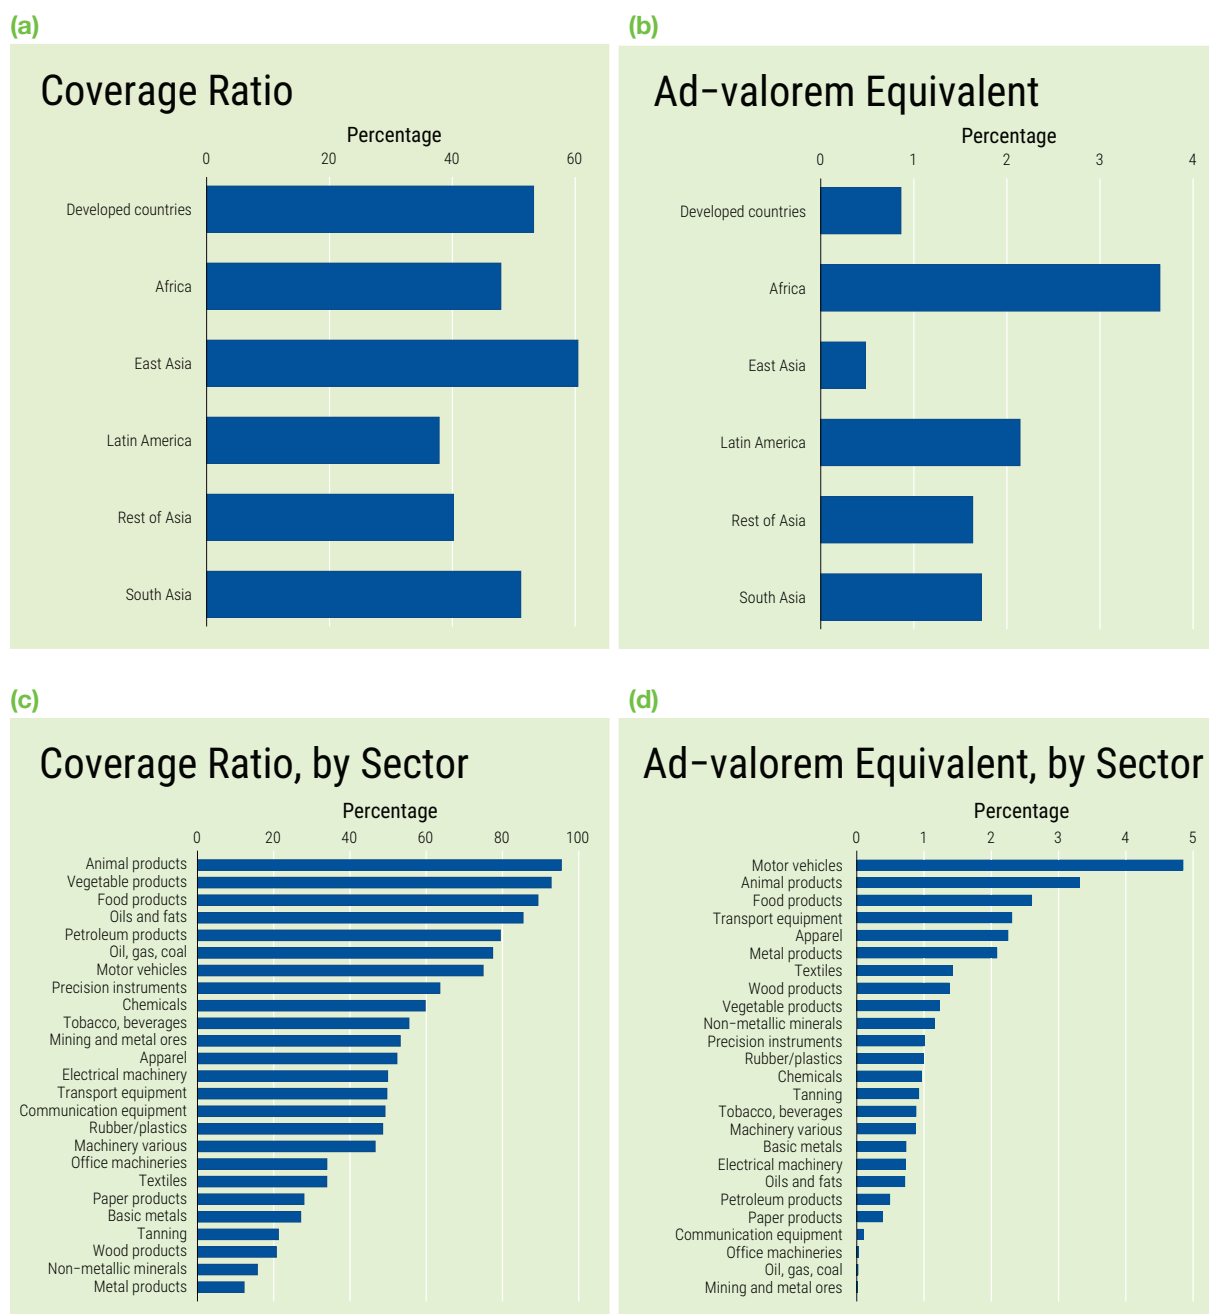 (a)
Coverage Ratio
Percentage
0 20 40 60
Developed countries
Africa
East Asia
Latin America
Rest of Asia
South Asia
(b)
Ad-valorem Equivalent
Percentage
0 1 2 3 4
Developed countries
Africa
East Asia
Latin America
Rest of Asia
South Asia
(c)
Coverage Ratio, by Sector
Percentage
0 20 40 60 80 100
Animal products
Vegetable products
Food products
Oils and fats
Petroleum products
Oil, gas, coal
Motor vehicles
Precision instruments
Chemicals
Tobacco, beverages
Mining and metal ores
Apparel
Electrical machinery
Transport equipment
Communication equipment
Rubber/plastics
Machinery various
Office machineries
Textiles
Paper products
Basic metals
Tanning
Wood products
Non-metallic minerals
Metal products
(d)
Ad-valorem Equivalent, by Sector
Percentage
0 1 2 3 4 5
Motor vehicles
Animal products
Food products
Transport equipment
Apparel
Metal products
Textiles
Wood products
Vegetable products
Non-metallic minerals
Precision instruments
Rubber/plastics
Chemicals
Tanning
Tobacco, beverages
Machinery various
Basic metals
Electrical machinery
Oils and fats
Petroleum products
Paper products
Communication equipment
Office machineries
Oil, gas, coal
Mining and metal ores